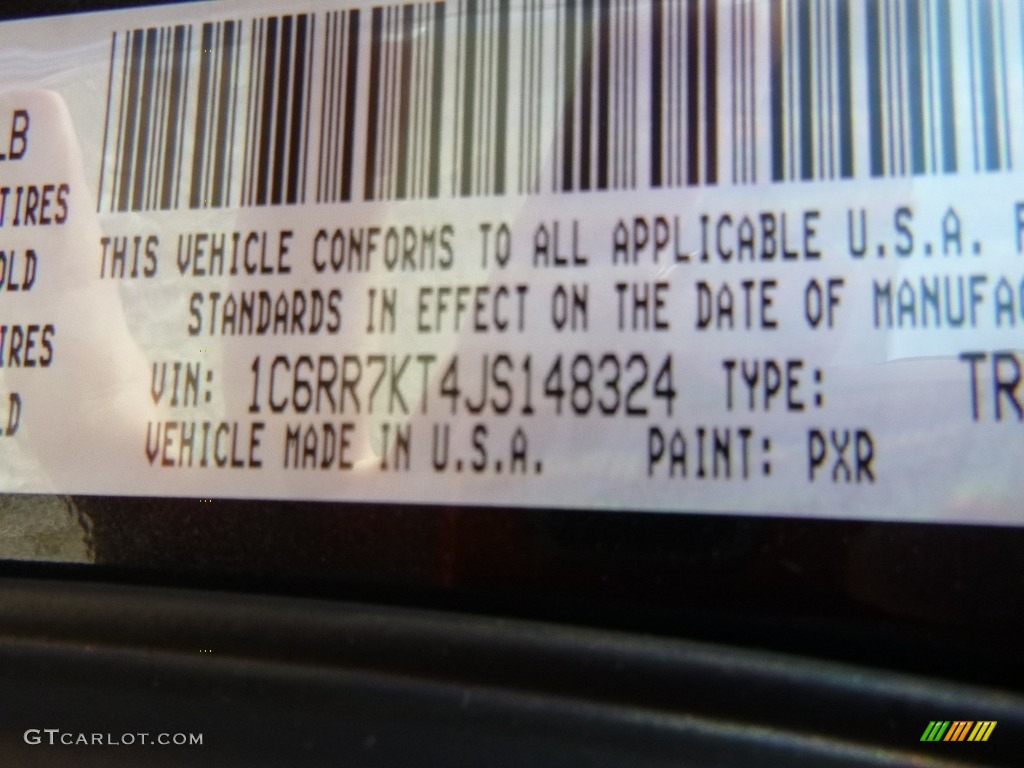 LB
TIRES
OLD
IRES
LD
THIS VEHICLE CONFORMS TO ALL APPLICABLE U.S.A. F
STANDARDS IN EFFECT ON THE DATE OF MANUFAC
VIN: 1C6RR7KT4JS148324 TYPE: TR
VEHICLE MADE IN U.S.A. PAINT: PXR
GTCARLOT.COM